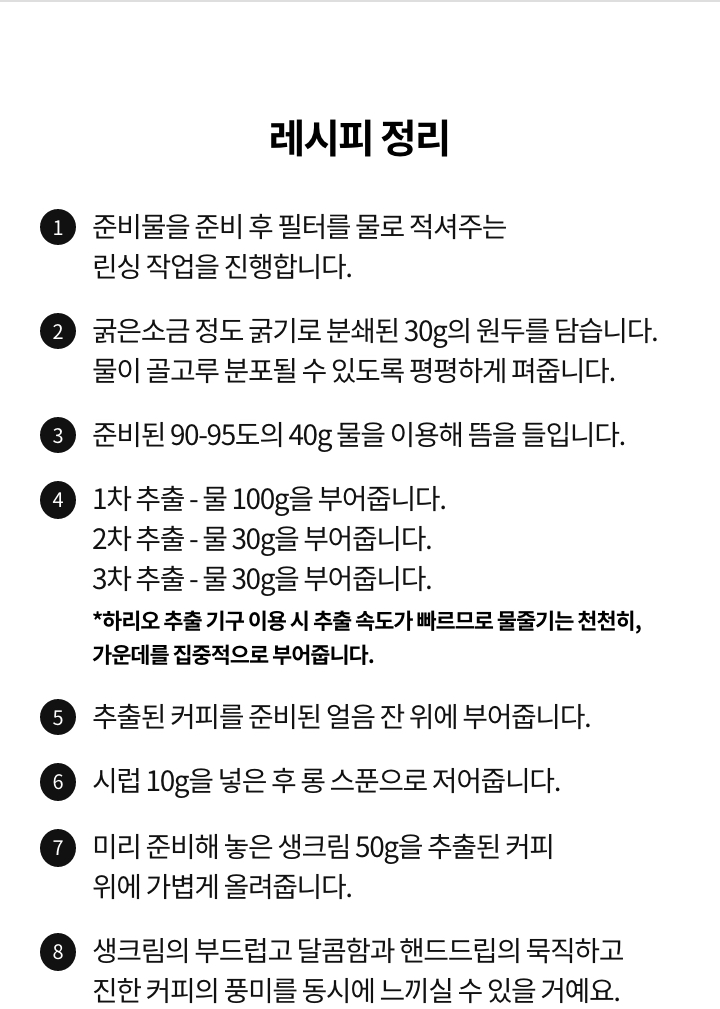 레시피 정리
1 준비물을 준비 후 필터를 물로 적셔주는
린싱 작업을 진행합니다.
2 굵은소금 정도 굵기로 분쇄된 30g의 원두를 담습니다.
물이 골고루 분포될 수 있도록 평평하게 펴줍니다.
3 준비된 90-95도의 40g 물을 이용해 뜸을 들입니다.
4 1차 추출 - 물 100g을 부어줍니다.
2차 추출 - 물 30g을 부어줍니다.
3차 추출 - 물 30g을 부어줍니다.
*하리오 추출 기구 이용 시 추출 속도가 빠르므로 물줄기는 천천히,
가운데를 집중적으로 부어줍니다.
5 추출된 커피를 준비된 얼음 잔 위에 부어줍니다.
6 시럽 10g을 넣은 후 롱 스푼으로 저어줍니다.
7 미리 준비해 놓은 생크림 50g을 추출된 커피
위에 가볍게 올려줍니다.
8 생크림의 부드럽고 달콤함과 핸드드립의 묵직하고
진한 커피의 풍미를 동시에 느끼실 수 있을 거예요.